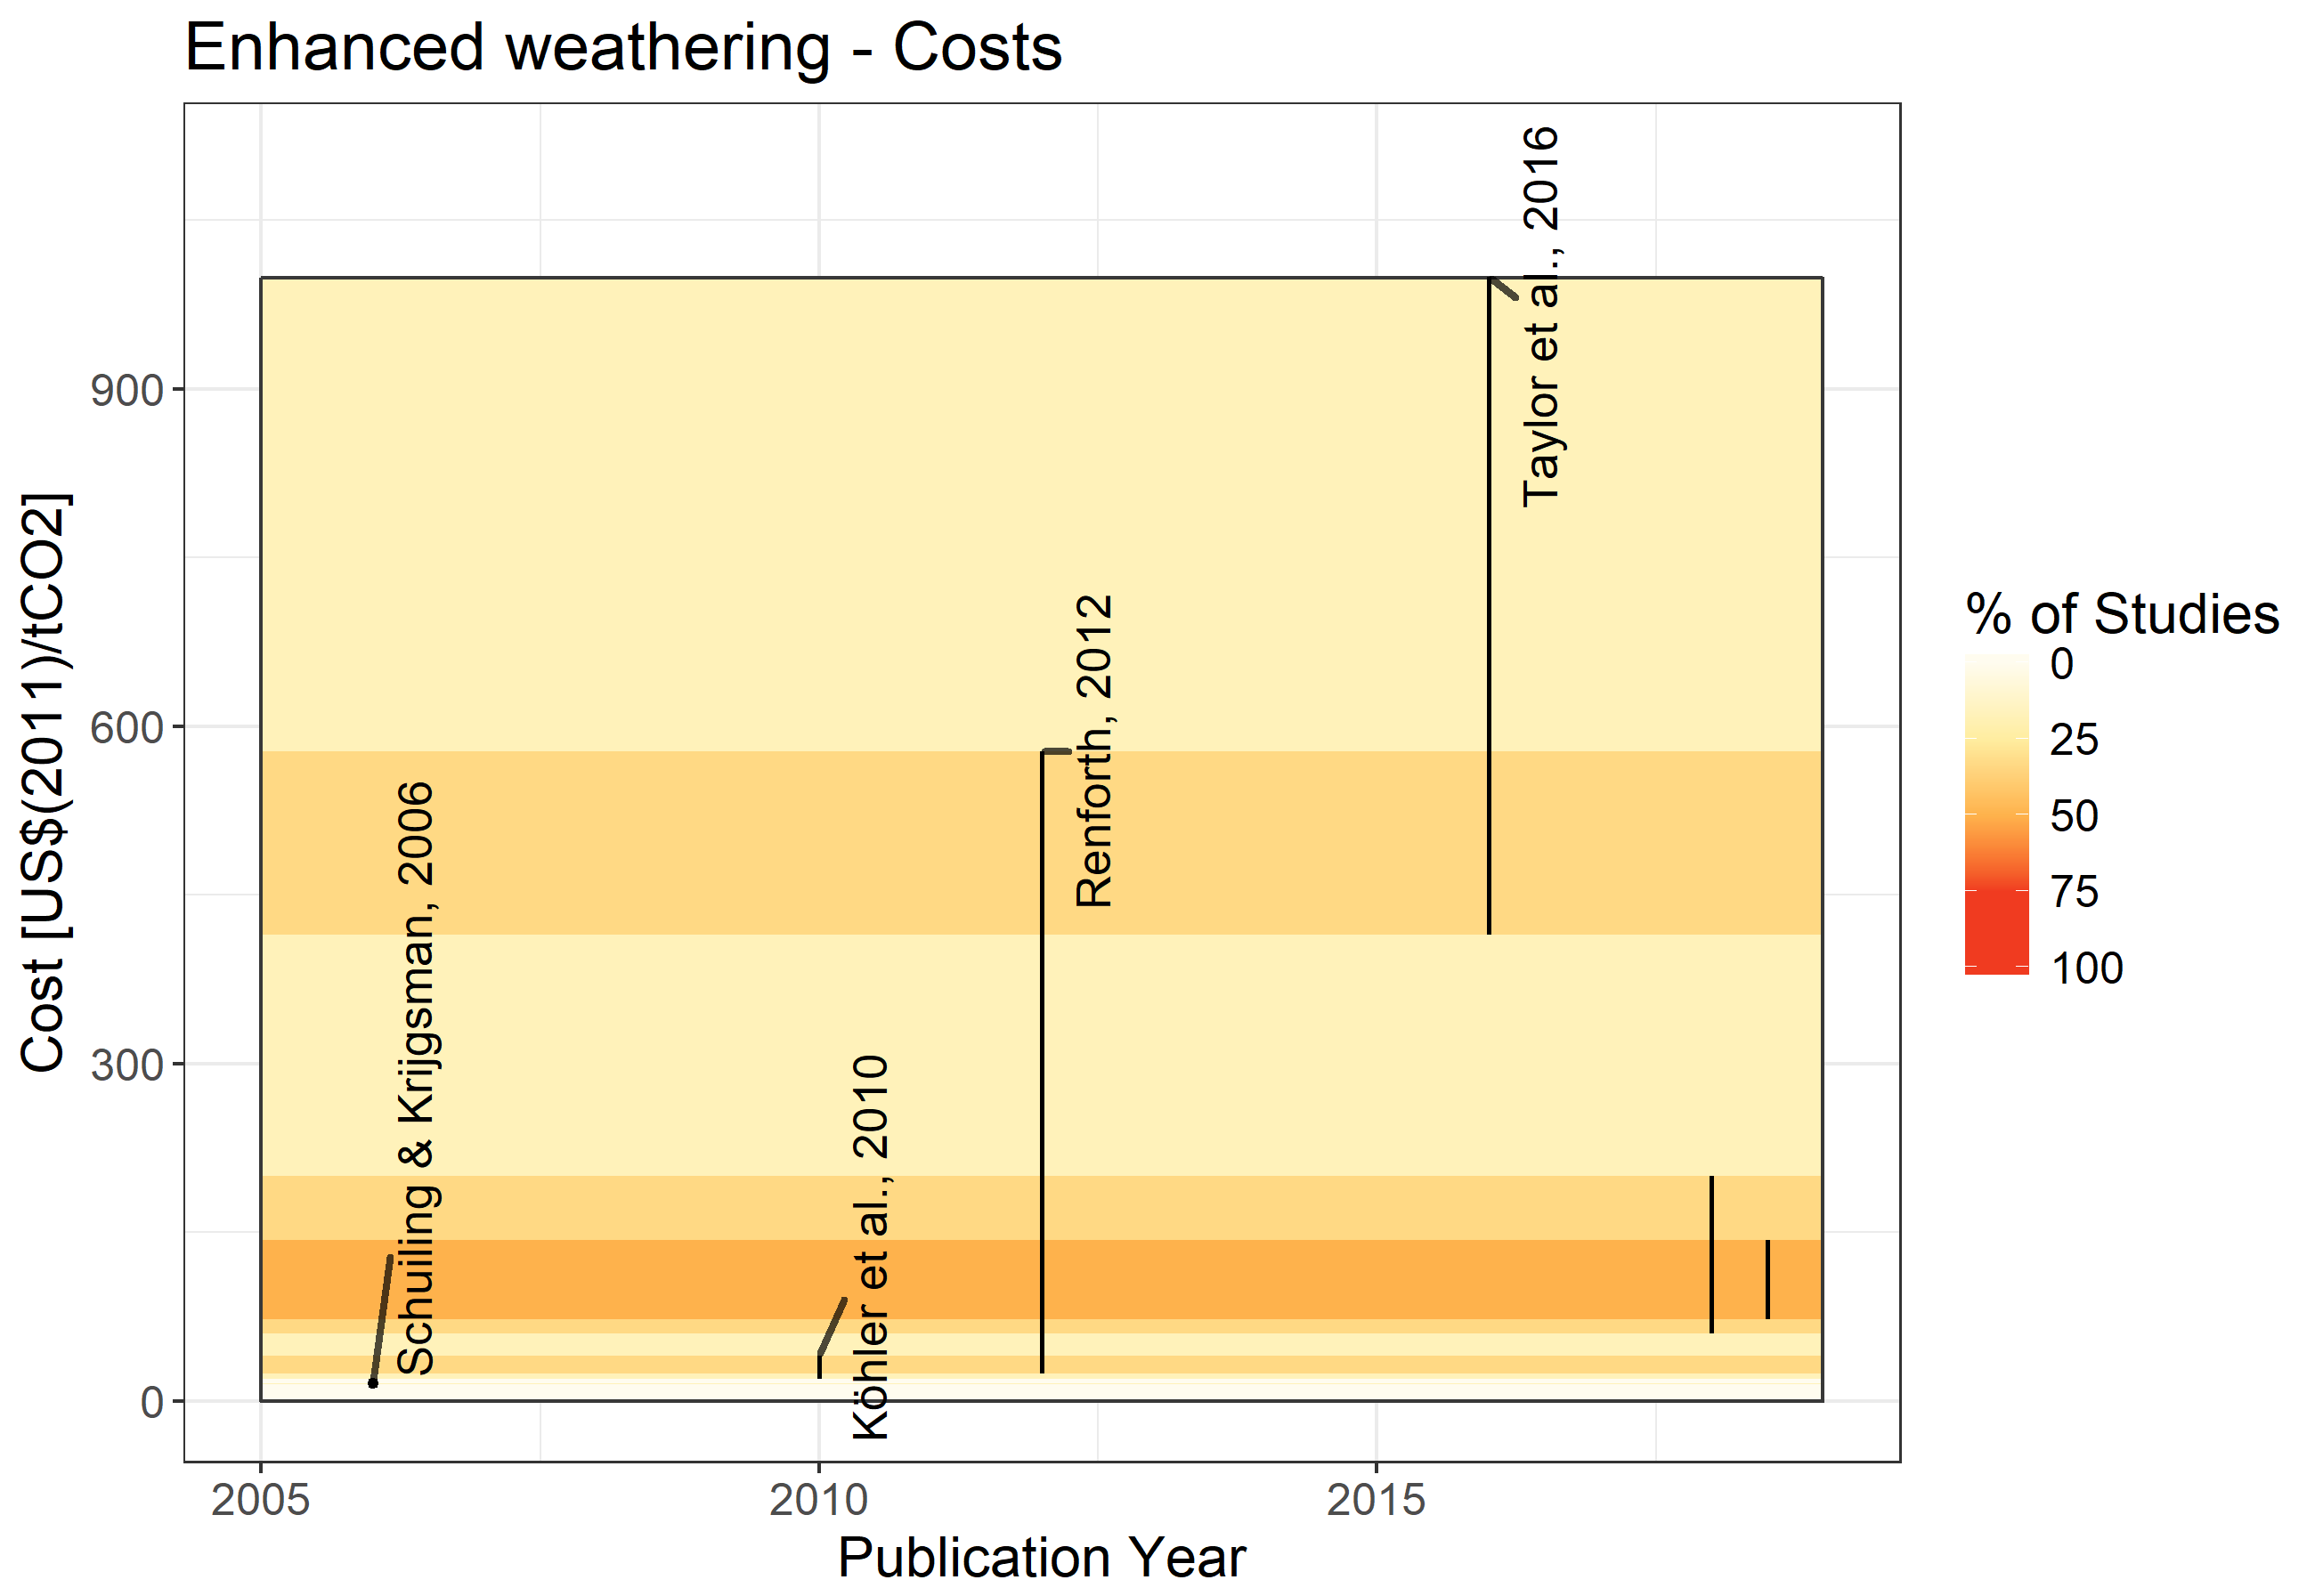 Enhanced weathering - Costs
Cost [US$(2011)/tCO2]
900
600
300
0
Schuiling & Krijgsman, 2006
Köhler et al., 2010
Renforth, 2012
Taylor et al., 2016
2005
2010
2015
Publication Year
% of Studies
0
25
50
75
100